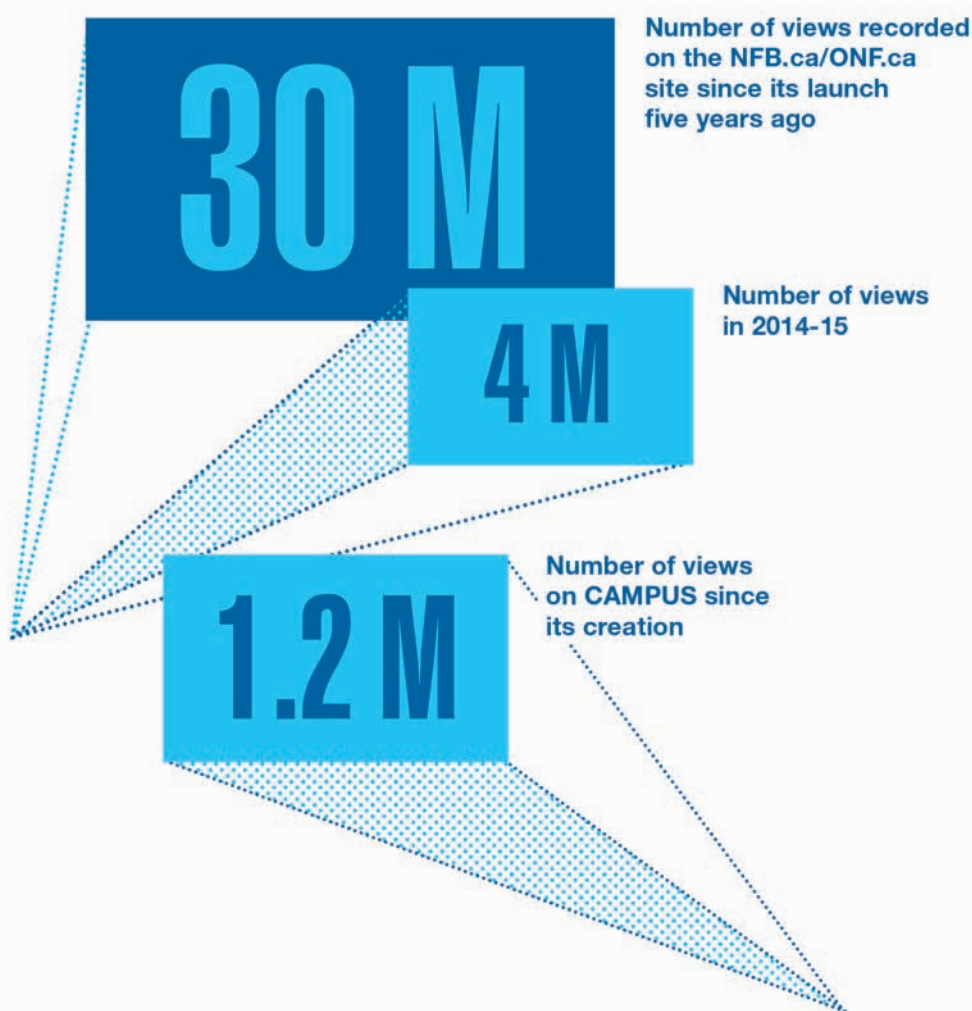 30 M
Number of views recorded
on the NFB.ca/ONF.ca
site since its launch
five years ago
4 M
Number of views
in 2014-15
1.2 M
Number of views
on CAMPUS since
its creation